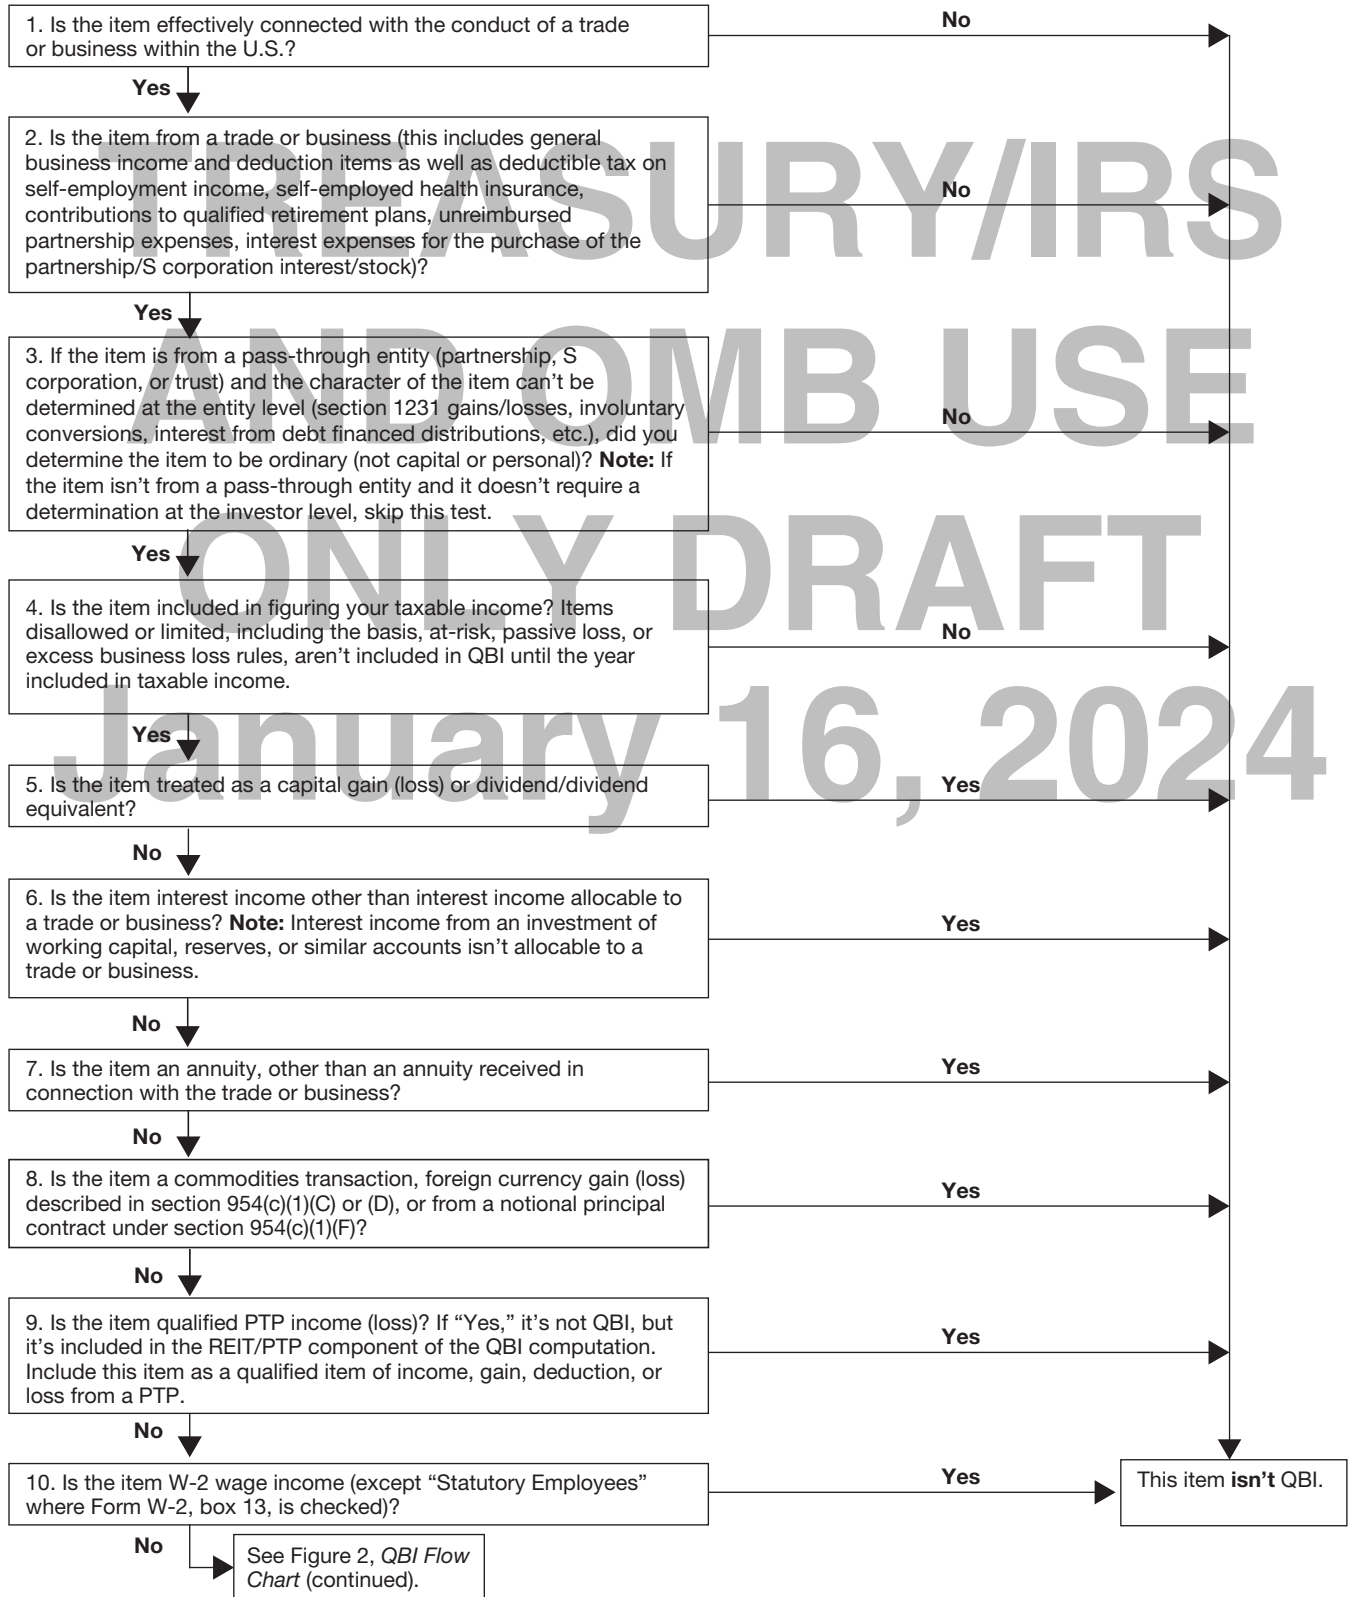 1. Is the item effectively connected with the conduct of a trade
or business within the U.S.?
No
Yes
2. Is the item from a trade or business (this includes general
business income and deduction items as well as deductible tax on
self-employment income, self-employed health insurance,
contributions to qualified retirement plans, unreimbursed
partnership expenses, interest expenses for the purchase of the
partnership/S corporation interest/stock)?
No
TREASURY/IRS
Yes
3. If the item is from a pass-through entity (partnership, S
corporation, or trust) and the character of the item can't be
determined at the entity level (section 1231 gains/losses, involuntary
conversions, interest from debt financed distributions, etc.), did you
determine the item to be ordinary (not capital or personal)? Note: If
the item isn't from a pass-through entity and it doesn't require a
determination at the investor level, skip this test.
No
AND OMB USE
Yes
ONLY DRAFT
4. Is the item included in figuring your taxable income? Items
disallowed or limited, including the basis, at-risk, passive loss, or
excess business loss rules, aren't included in QBI until the year
included in taxable income.
No
Yes
January 16, 2024
5. Is the item treated as a capital gain (loss) or dividend/dividend
equivalent?
Yes
No
6. Is the item interest income other than interest income allocable to
a trade or business? Note: Interest income from an investment of
working capital, reserves, or similar accounts isn't allocable to a
trade or business.
Yes
No
7. Is the item an annuity, other than an annuity received in
connection with the trade or business?
Yes
No
8. Is the item a commodities transaction, foreign currency gain (loss)
described in section 954(c)(1)(C) or (D), or from a notional principal
contract under section 954(c)(1)(F)?
Yes
No
9. Is the item qualified PTP income (loss)? If “Yes,” it's not QBI, but
it's included in the REIT/PTP component of the QBI computation.
Include this item as a qualified item of income, gain, deduction, or
loss from a PTP.
Yes
No
10. Is the item W-2 wage income (except “Statutory Employees”
where Form W-2, box 13, is checked)?
Yes
This item isn't QBI.
No
See Figure 2, QBI Flow
Chart (continued).